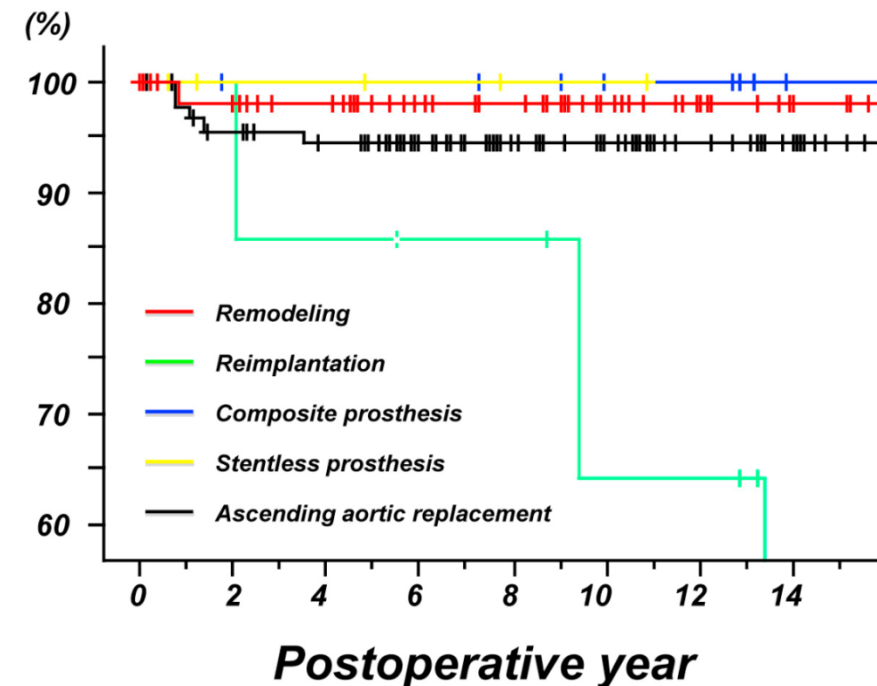 (%)
100
90
80
70
60
Remodeling
Reimplantation
Composite prosthesis
Stentless prosthesis
Ascending aortic replacement
0 2 4 6 8 10 12 14
Postoperative year